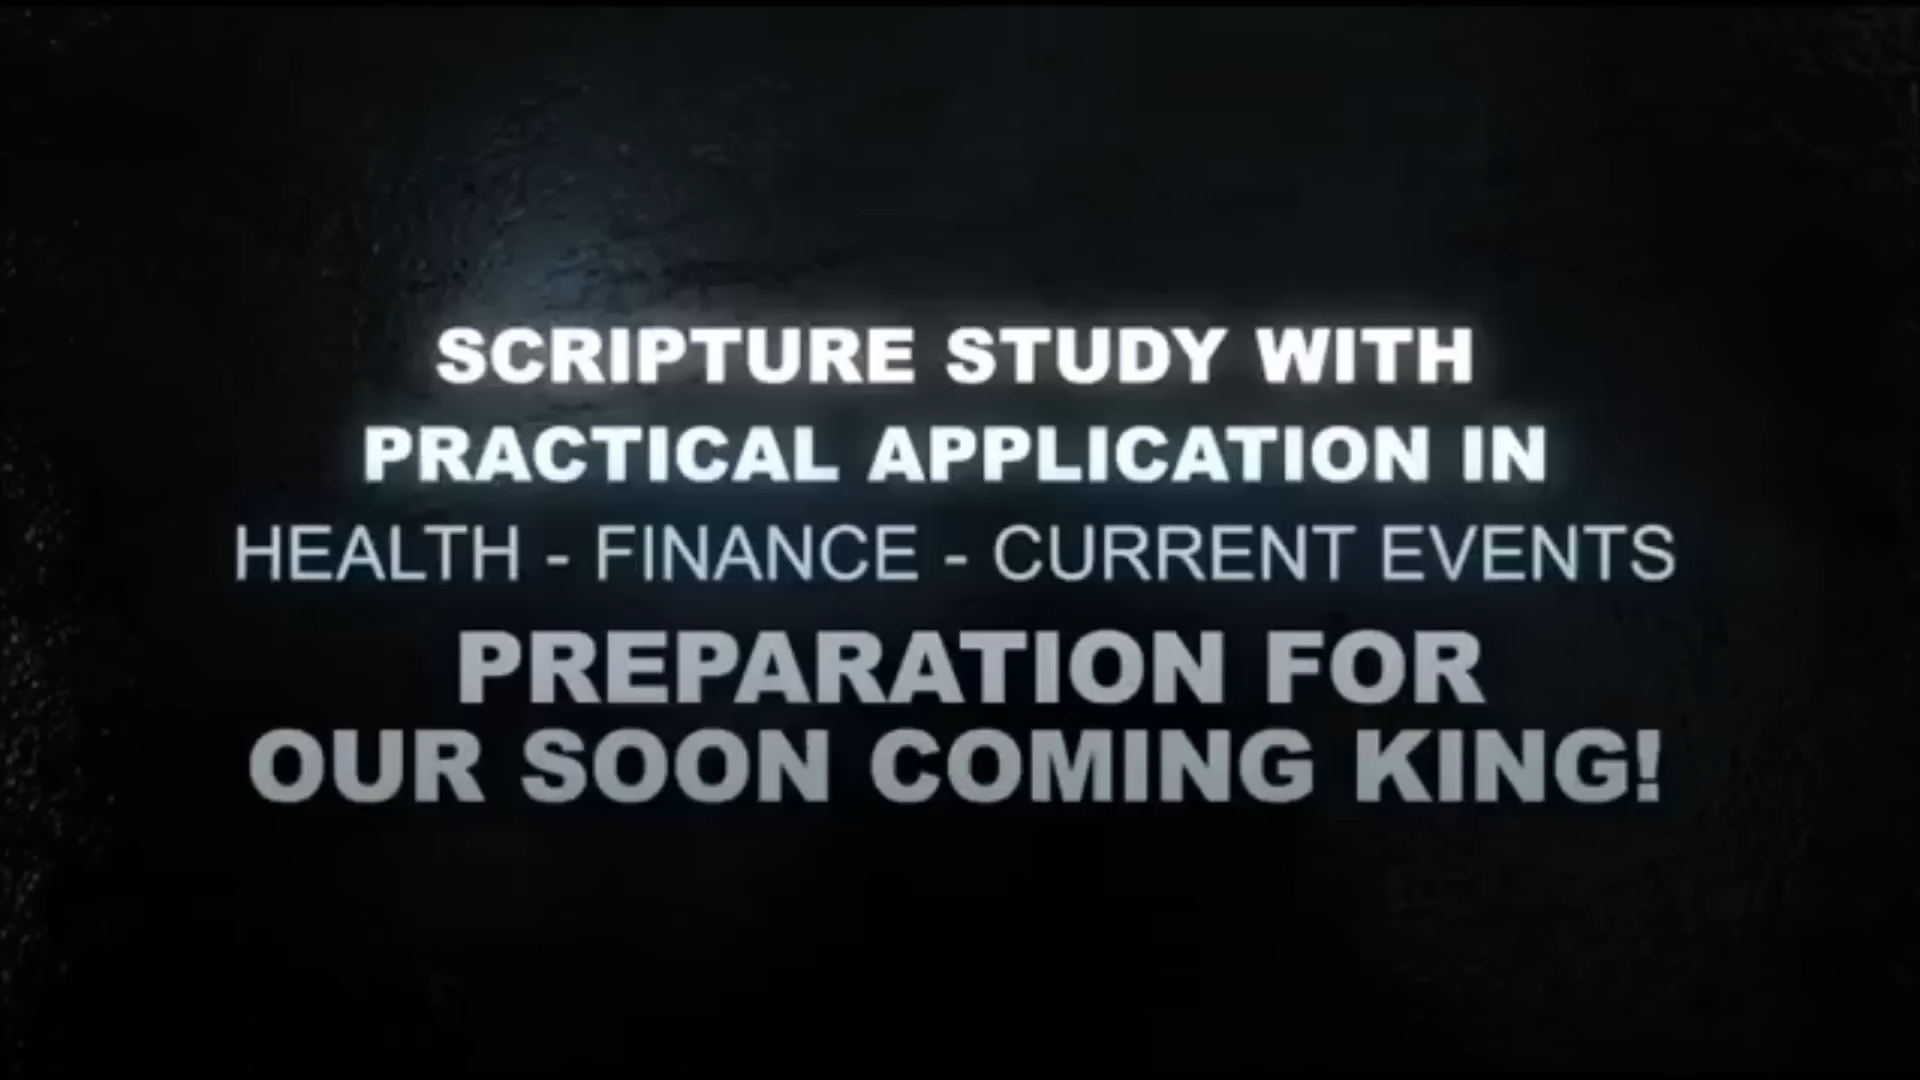 SCRIPTURE STUDY WITH
PRACTICAL APPLICATION IN
HEALTH - FINANCE - CURRENT EVENTS
PREPARATION FOR
OUR SOON COMING KING!